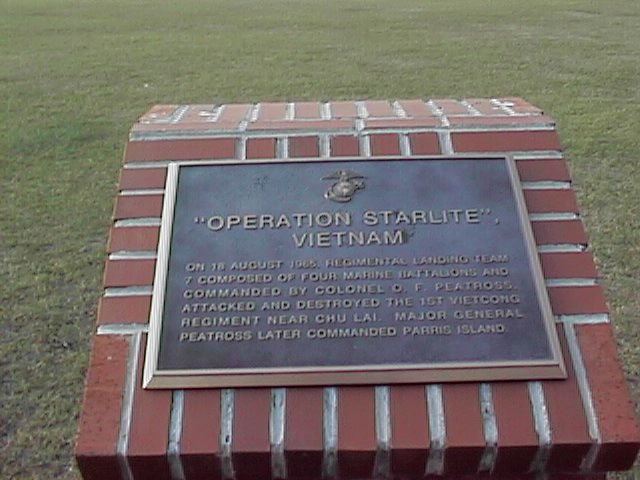 "OPERATION STARLITE",
VIETNAM
ON 18 AUGUST 1965, REGIMENTAL LANDING TEAM
7 COMPOSED OF FOUR MARINE BATTALIONS AND
COMMANDED BY COLONEL O. F. PEATROSS,
ATTACKED AND DESTROYED THE 1ST VIETCONG
REGIMENT NEAR CHU LAI. MAJOR GENERAL
PEATROSS LATER COMMANDED PARRIS ISLAND.